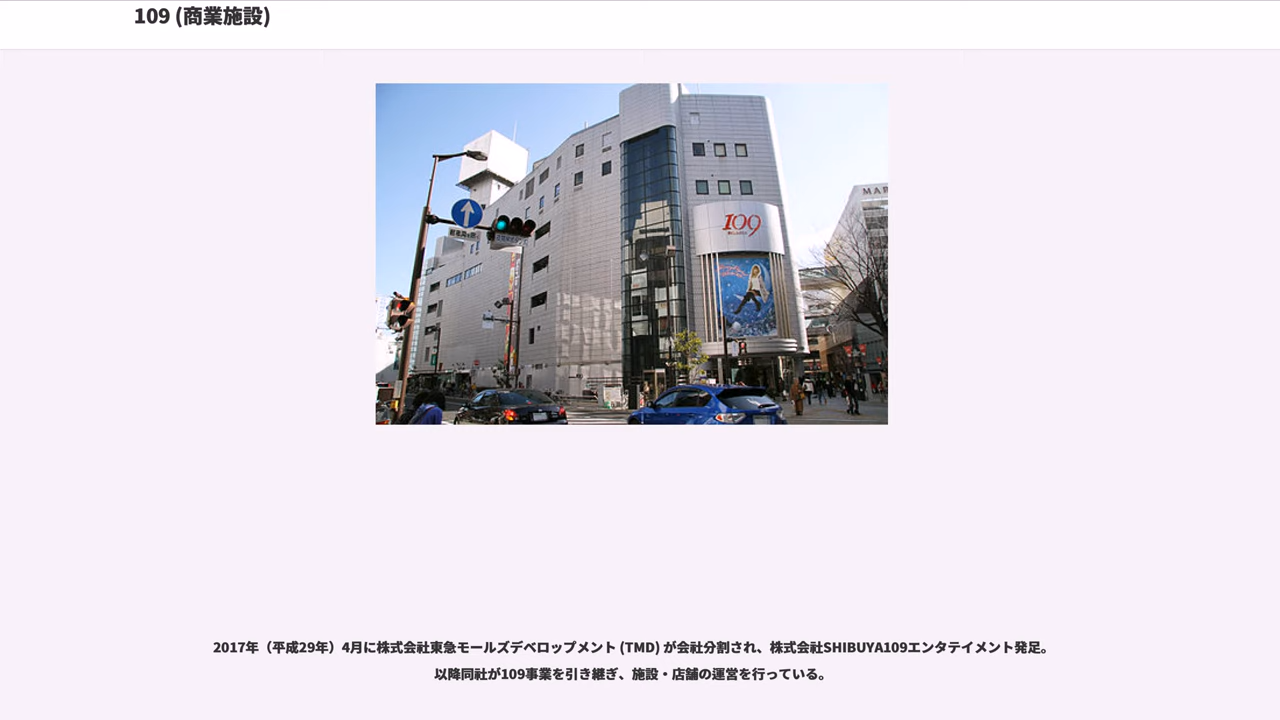 109 (商業施設)
109
MAR
2017年（平成29年）4月に株式会社東急モールズデベロップメント (TMD) が会社分割され、株式会社SHIBUYA109エンタテイメント発足。
以降同社が109事業を引き継ぎ、施設・店舗の運営を行っている。